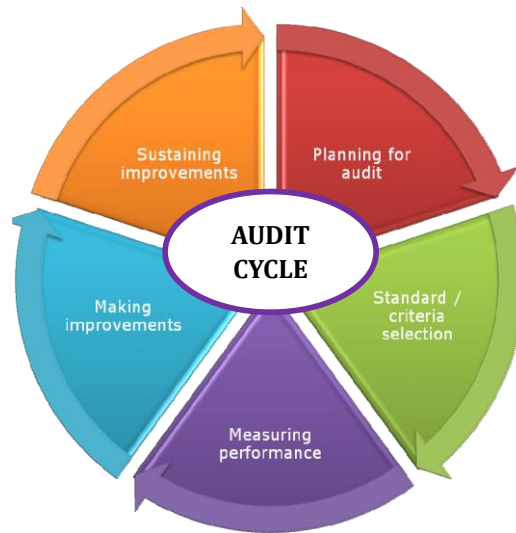 Sustaining
improvements
Planning for
audit
AUDIT
CYCLE
Making
improvements
Standard /
criteria
selection
Measuring
performance